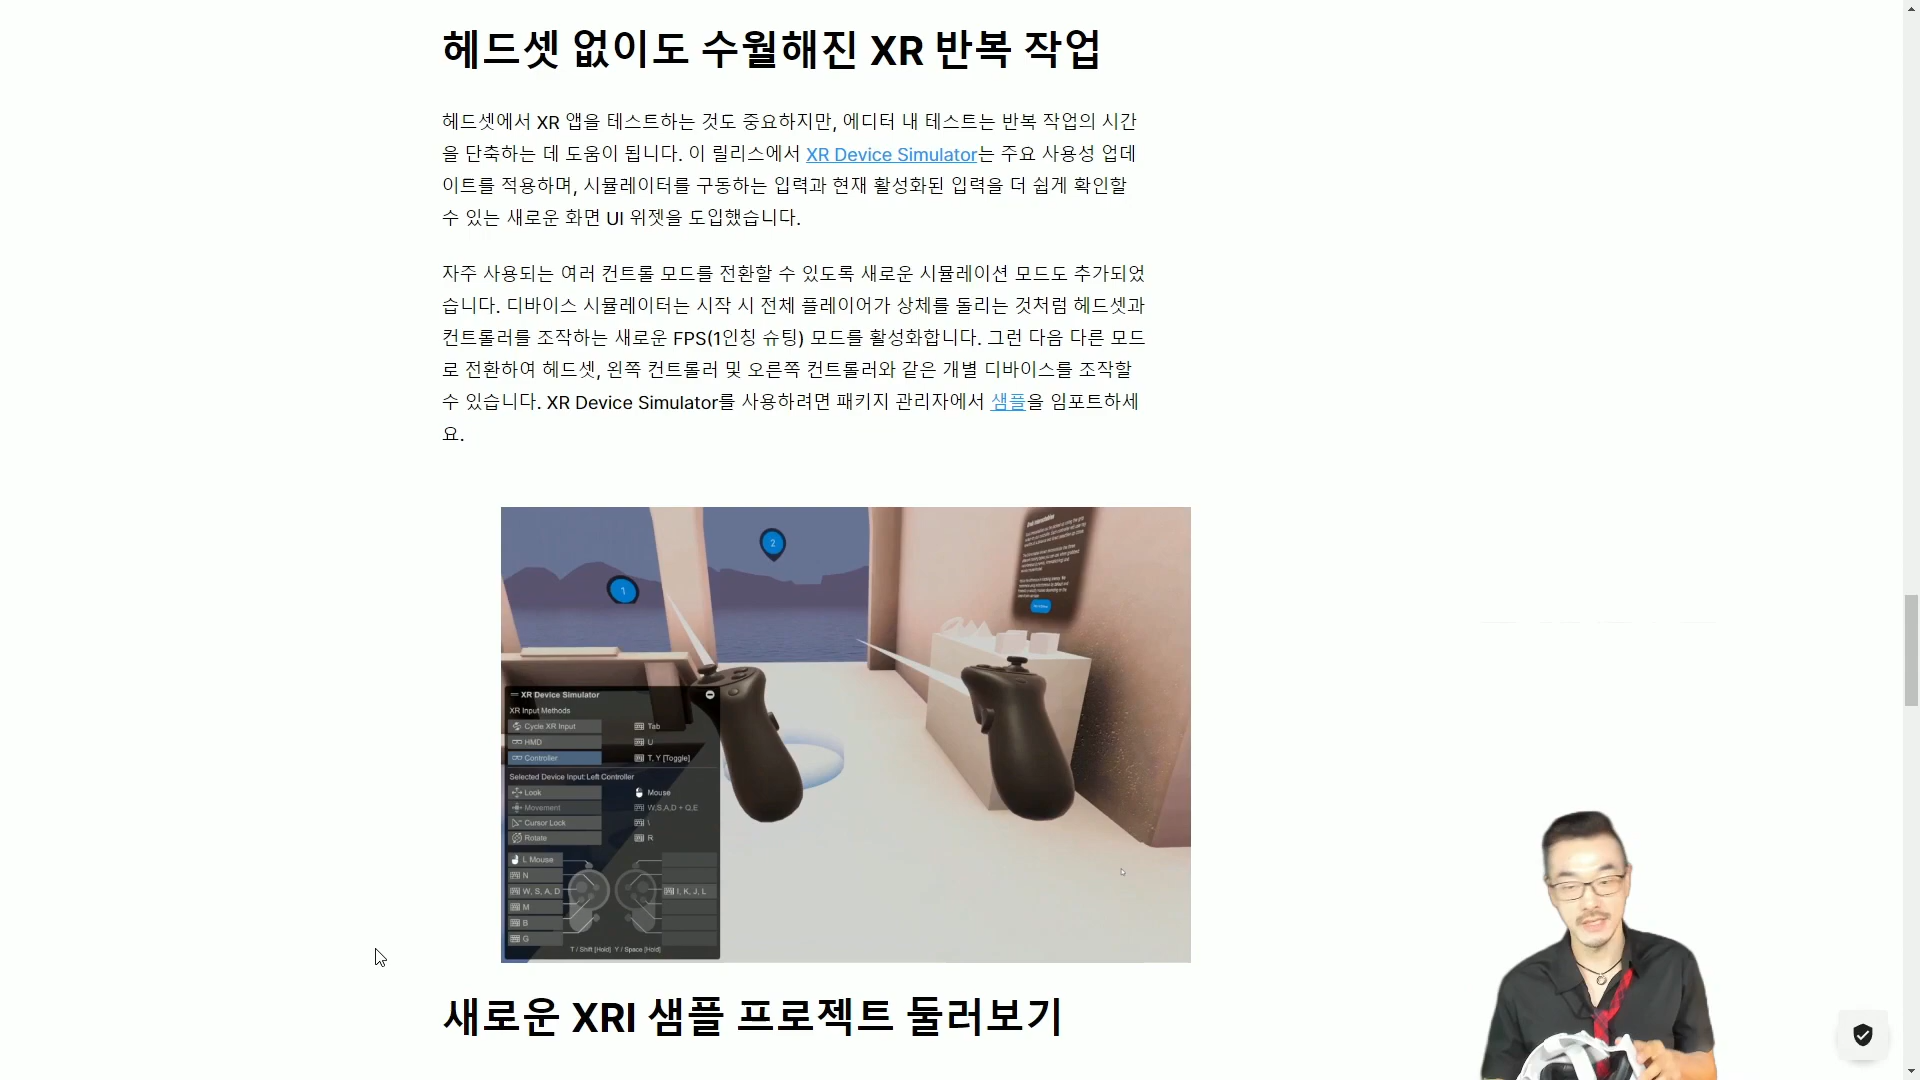 헤드셋 없이도 수월해진 XR 반복 작업
헤드셋에서 XR 앱을 테스트하는 것도 중요하지만, 에디터 내 테스트는 반복 작업의 시간
을 단축하는 데 도움이 됩니다. 이 릴리스에서 XR Device Simulator는 주요 사용성 업데
이트를 적용하며, 시뮬레이터를 구동하는 입력과 현재 활성화된 입력을 더 쉽게 확인할
수 있는 새로운 화면 UI 위젯을 도입했습니다.
자주 사용되는 여러 컨트롤 모드를 전환할 수 있도록 새로운 시뮬레이션 모드도 추가되었
습니다. 디바이스 시뮬레이터는 시작 시 전체 플레이어가 상체를 돌리는 것처럼 헤드셋과
컨트롤러를 조작하는 새로운 FPS(1인칭 슈팅) 모드를 활성화합니다. 그런 다음 다른 모드
로 전환하여 헤드셋, 왼쪽 컨트롤러 및 오른쪽 컨트롤러와 같은 개별 디바이스를 조작할
수 있습니다. XR Device Simulator를 사용하려면 패키지 관리자에서 샘플을 임포트하세
요.
2
1
XR Device Simulator
XR Input Methods
Cycle XR Input Tab
HMD U
Controller T, Y [Toggle]
Selected Device Input: Left Controller
Look Mouse
Movement W,S,A,D + Q,E
Cursor Lock \
Rotate R
L Mouse
N
W, S, A, D I, K, J, L
M
B
G
T / Shift [Hold] Y / Space [Hold]
새로운 XRI 샘플 프로젝트 둘러보기